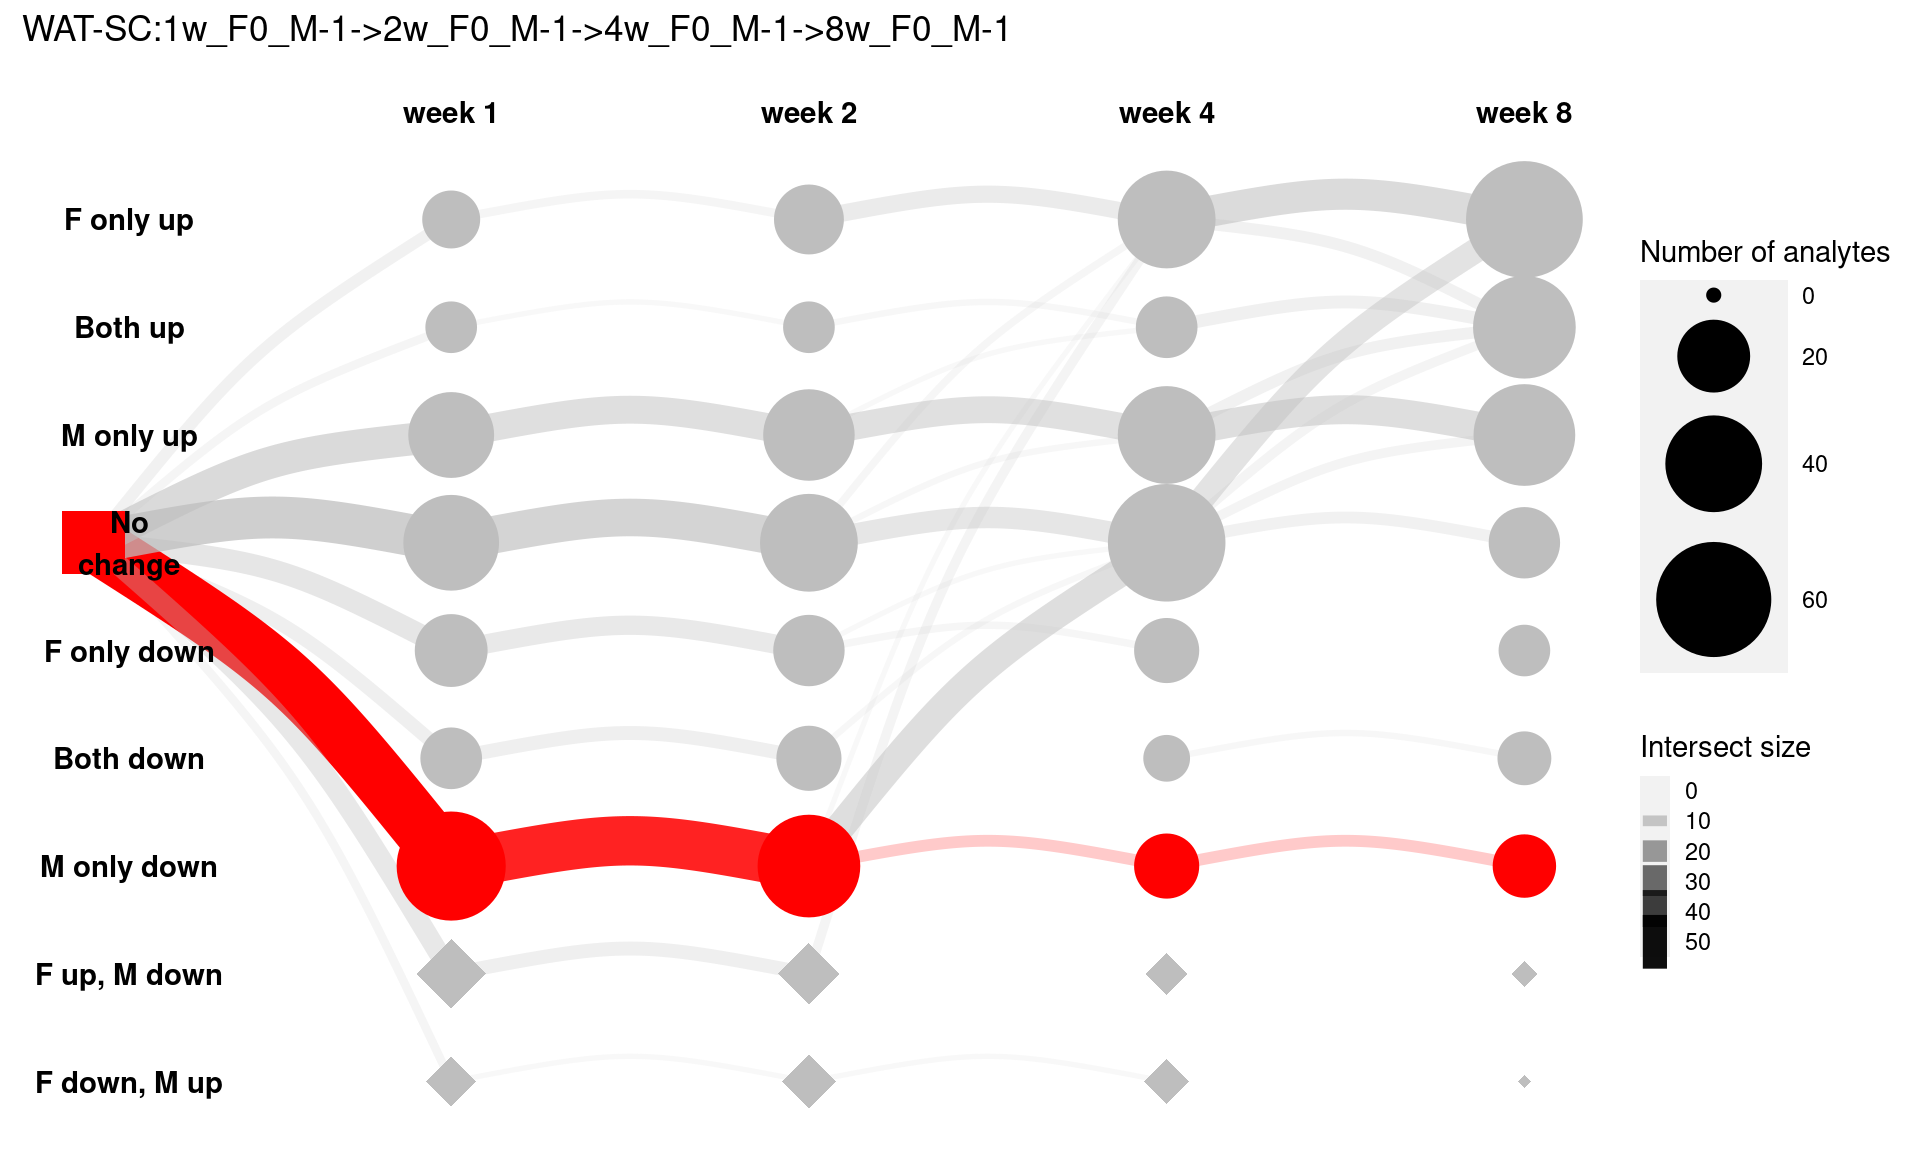 WAT-SC:1w_F0_M-1->2w_F0_M-1->4w_F0_M-1->8w_F0_M-1
week 1
week 2
week 4
week 8
F only up
Both up
M only up
No
change
F only down
Both down
M only down
F up, M down
F down, M up
Number of analytes
0
20
40
60
Intersect size
0
10
20
30
40
50